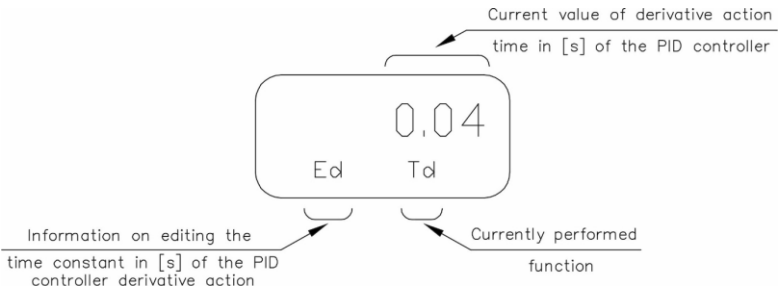 Current value of derivative action
time in [s] of the PID controller
0.04
Ed Td
Information on editing the
time constant in [s] of the PID
controller derivative action
Currently performed
function